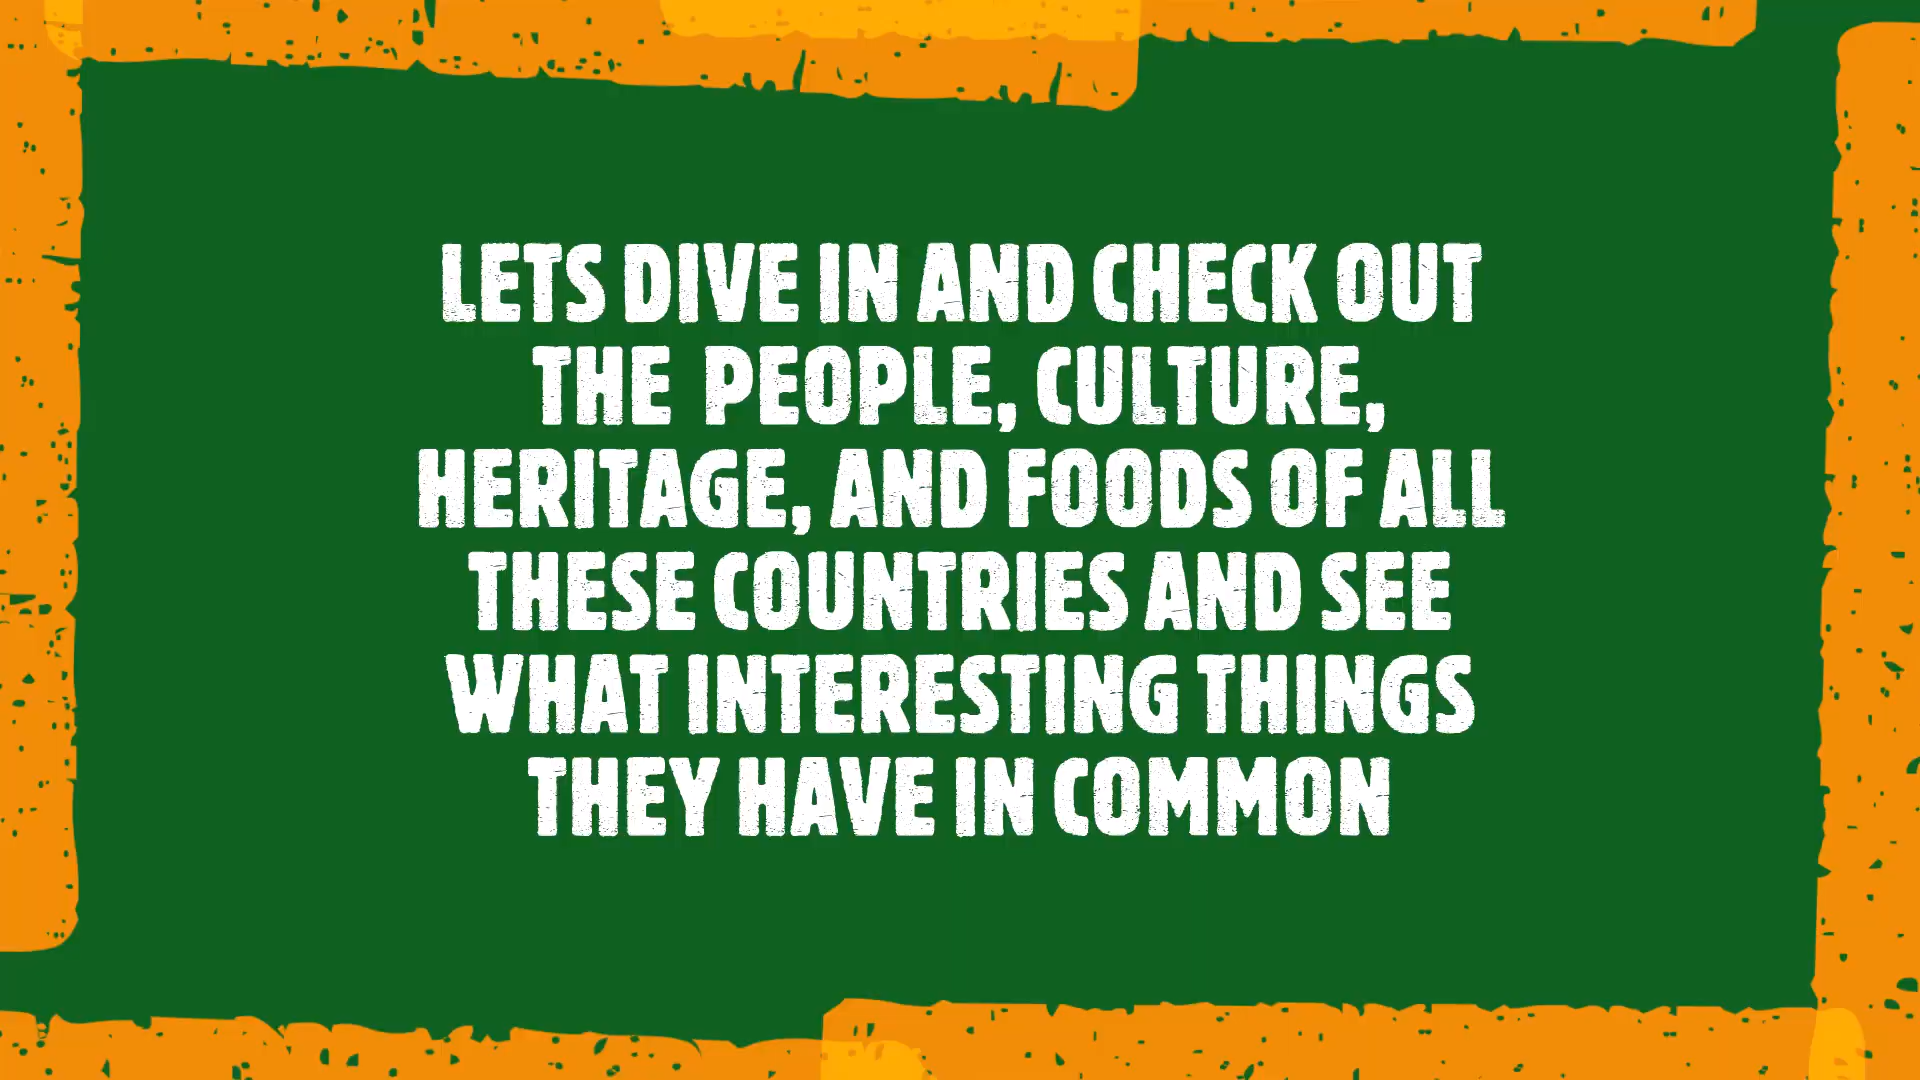 LETS DIVE IN AND CHECK OUT
THE PEOPLE, CULTURE,
HERITAGE, AND FOODS OF ALL
THESE COUNTRIES AND SEE
WHAT INTERESTING THINGS
THEY HAVE IN COMMON